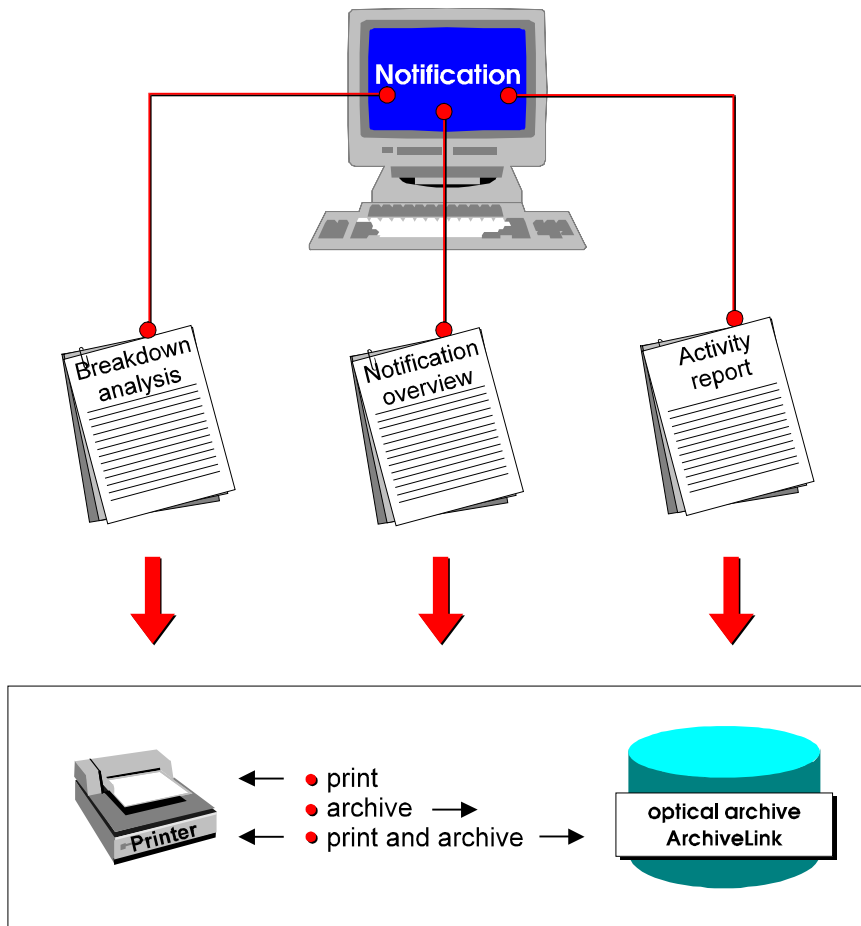 Notification
Breakdown
analysis
Notification
overview
Activity
report
print
archive
print and archive
Printer
optical archive
ArchiveLink